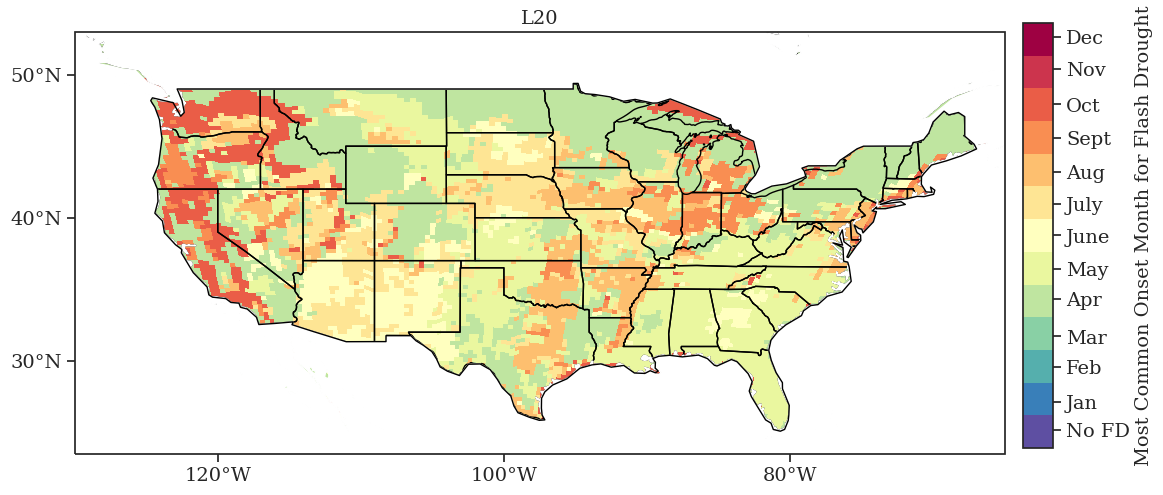 L20
50°N
40°N
30°N
120°W
100°W
80°W
Dec
Nov
Oct
Sept
Aug
July
June
May
Apr
Mar
Feb
Jan
No FD
Most Common Onset Month for Flash Drought